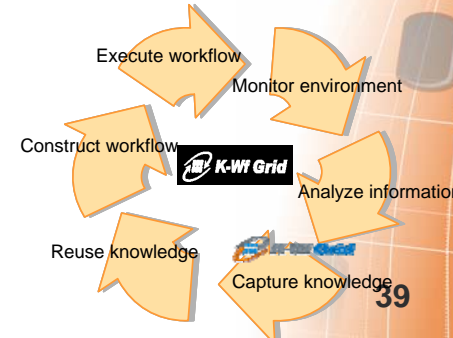 Execute workflow
Monitor environment
Construct workflow
K-Wf Grid
Analyze information
Reuse knowledge
Capture knowledge
39